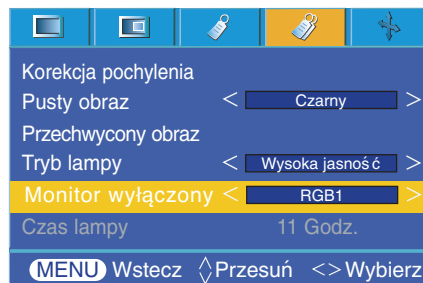 Korekcja pochylenia
Pusty obraz < Czarny >
Przechwycony obraz
Tryb lampy < Wysoka jasność >
Monitor wyłączony < RGB1 >
Czas lampy 11 Godz.
MENU Wstecz ◊ Przesuń <> Wybierz